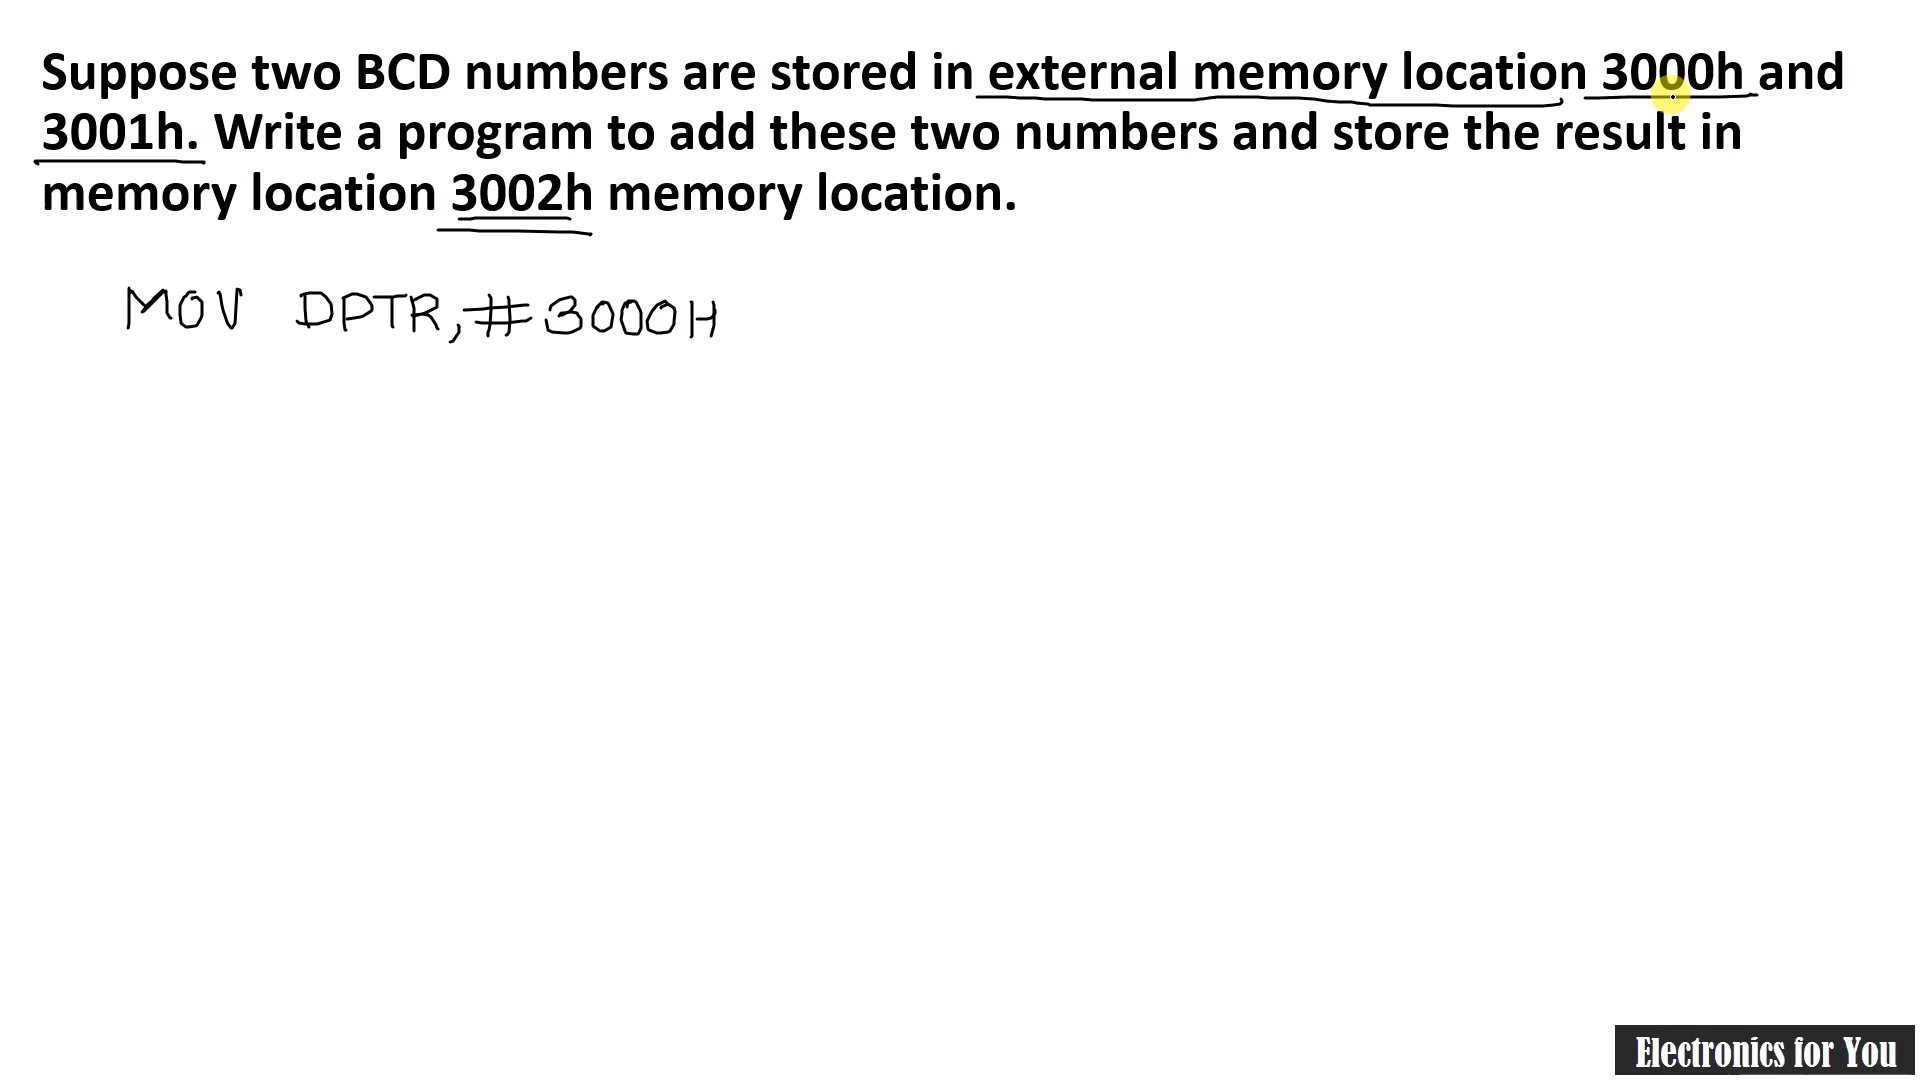 Suppose two BCD numbers are stored in external memory location 3000h and
3001h. Write a program to add these two numbers and store the result in
memory location 3002h memory location.
MOV DPTR,#3000H
Electronics for You